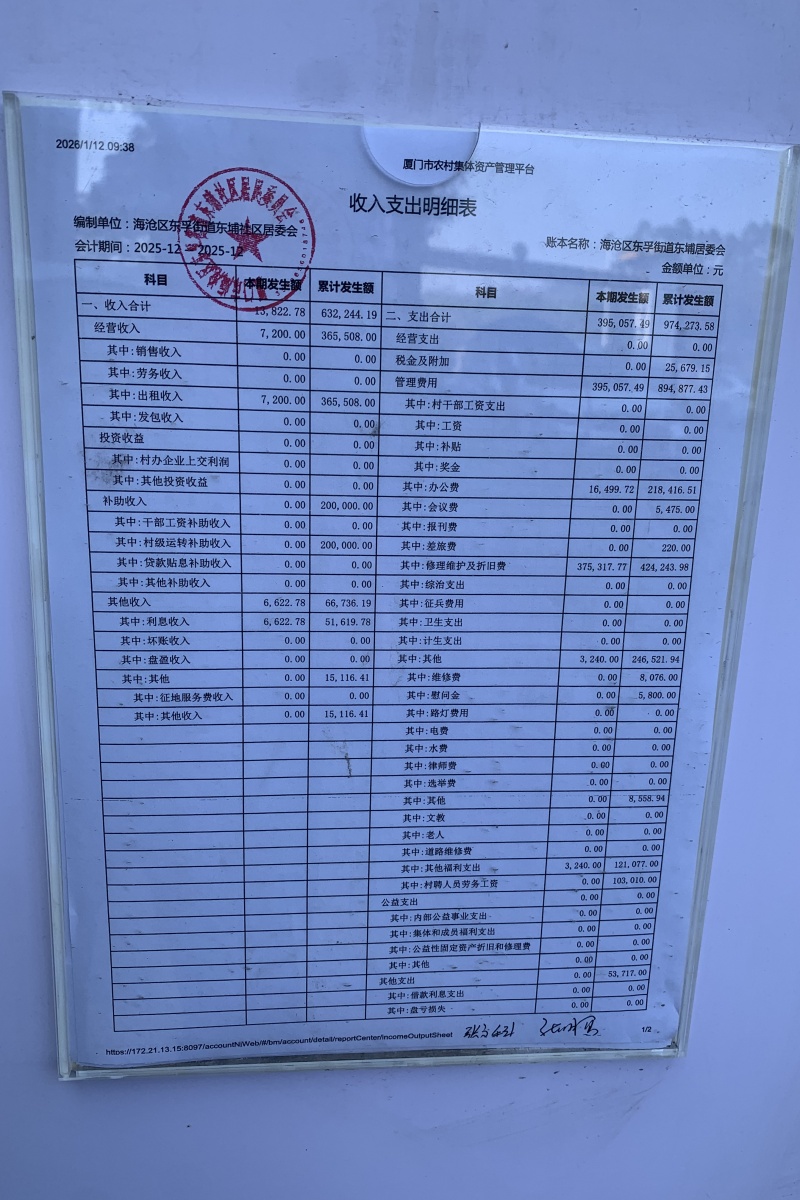 2026/1/12 09:38
厦门市农村集体资产管理平台
收入支出明细表
编制单位：海沧区东孚街道东埔社区居委会
账本名称：海沧区东孚街道东埔居委会
会计期间：2025-12 2025-12
金额单位：元
科目 本期发生额 累计发生额 科目 本期发生额 累计发生额
一、收入合计 13,822.78 632,244.19 二、支出合计 395,057.49 974,273.58
经营收入 7,200.00 365,508.00 经营支出 0.00 0.00
其中:销售收入 0.00 0.00 税金及附加 0.00 25,679.15
其中:劳务收入 0.00 0.00 管理费用 395,057.49 894,877.43
其中:出租收入 7,200.00 365,508.00 其中:村干部工资支出 0.00 0.00
其中:发包收入 0.00 0.00 其中:工资 0.00 0.00
投资收益 0.00 0.00 其中:补贴 0.00 0.00
其中:村办企业上交利润 0.00 0.00 其中:奖金 0.00 0.00
其中:其他投资收益 0.00 0.00 其中:办公费 16,499.72 218,416.51
补助收入 0.00 200,000.00 其中:会议费 0.00 5,475.00
其中:干部工资补助收入 0.00 0.00 其中:报刊费 0.00 0.00
其中:村级运转补助收入 0.00 200,000.00 其中:差旅费 0.00 220.00
其中:贷款贴息补助收入 0.00 0.00 其中:修理维护及折旧费 375,317.77 424,243.98
其中:其他补助收入 0.00 0.00 其中:综治支出 0.00 0.00
其他收入 6,622.78 66,736.19 其中:征兵费用 0.00 0.00
其中:利息收入 6,622.78 51,619.78 其中:卫生支出 0.00 0.00
其中:坏账收入 0.00 0.00 其中:计生支出 0.00 0.00
其中:盘盈收入 0.00 0.00 其中:其他 3,240.00 246,521.94
其中:其他 0.00 15,116.41 其中:维修费 0.00 8,076.00
其中:征地服务费收入 0.00 0.00 其中:慰问金 0.00 5,800.00
其中:其他收入 0.00 15,116.41 其中:路灯费用 0.00 0.00
其中:电费 0.00 0.00
其中:水费 0.00 0.00
其中:律师费 0.00 0.00
其中:选举费 0.00 0.00
其中:其他 0.00 8,558.94
其中:文教 0.00 0.00
其中:老人 0.00 0.00
其中:道路维修费 0.00 0.00
其中:其他福利支出 3,240.00 121,077.00
其中:村聘人员劳务工资 0.00 103,010.00
公益支出 0.00 0.00
其中:内部公益事业支出 0.00 0.00
其中:集体和成员福利支出 0.00 0.00
其中:公益性固定资产折旧和修理费 0.00 0.00
其中:其他 0.00 0.00
其他支出 0.00 53,717.00
其中:借款利息支出 0.00 0.00
其中:盘亏损失 0.00 0.00
https://172.21.13.15:8097/accountNjWeb/#/bm/account/detail/reportCenter/incomeOutputSheet
1/2